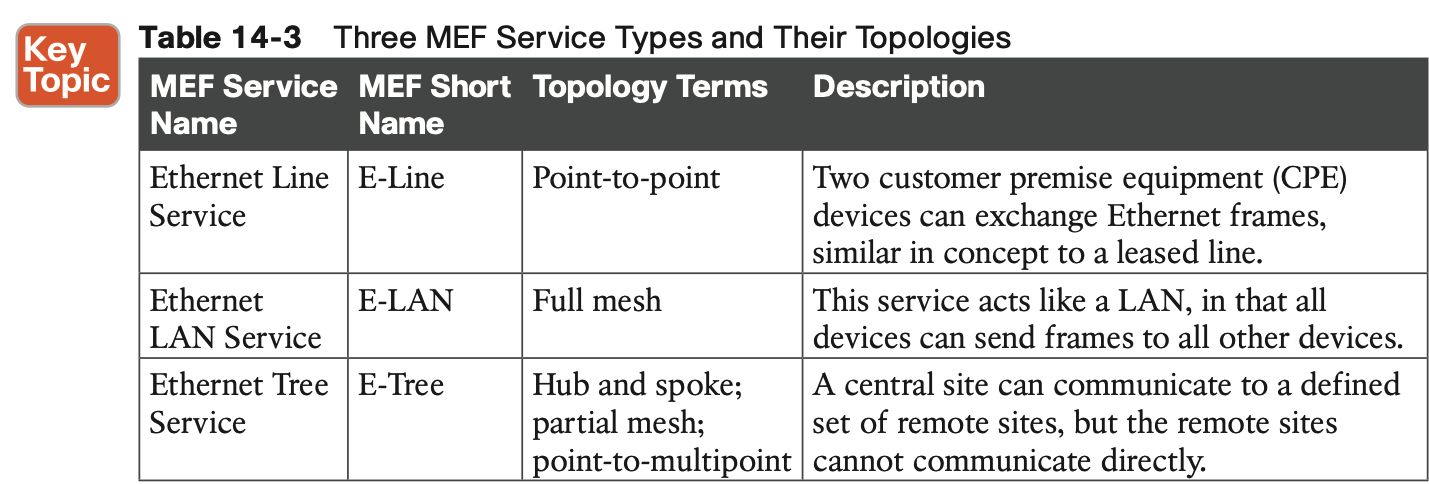 Key
Topic
Table 14-3 Three MEF Service Types and Their Topologies
MEF Service Name
MEF Short Name
Topology Terms
Description
Ethernet Line
Service
E-Line
Point-to-point
Two customer premise equipment (CPE)
devices can exchange Ethernet frames,
similar in concept to a leased line.
Ethernet
LAN Service
E-LAN
Full mesh
This service acts like a LAN, in that all
devices can send frames to all other devices.
Ethernet Tree
Service
E-Tree
Hub and spoke;
partial mesh;
point-to-multipoint
A central site can communicate to a defined
set of remote sites, but the remote sites
cannot communicate directly.